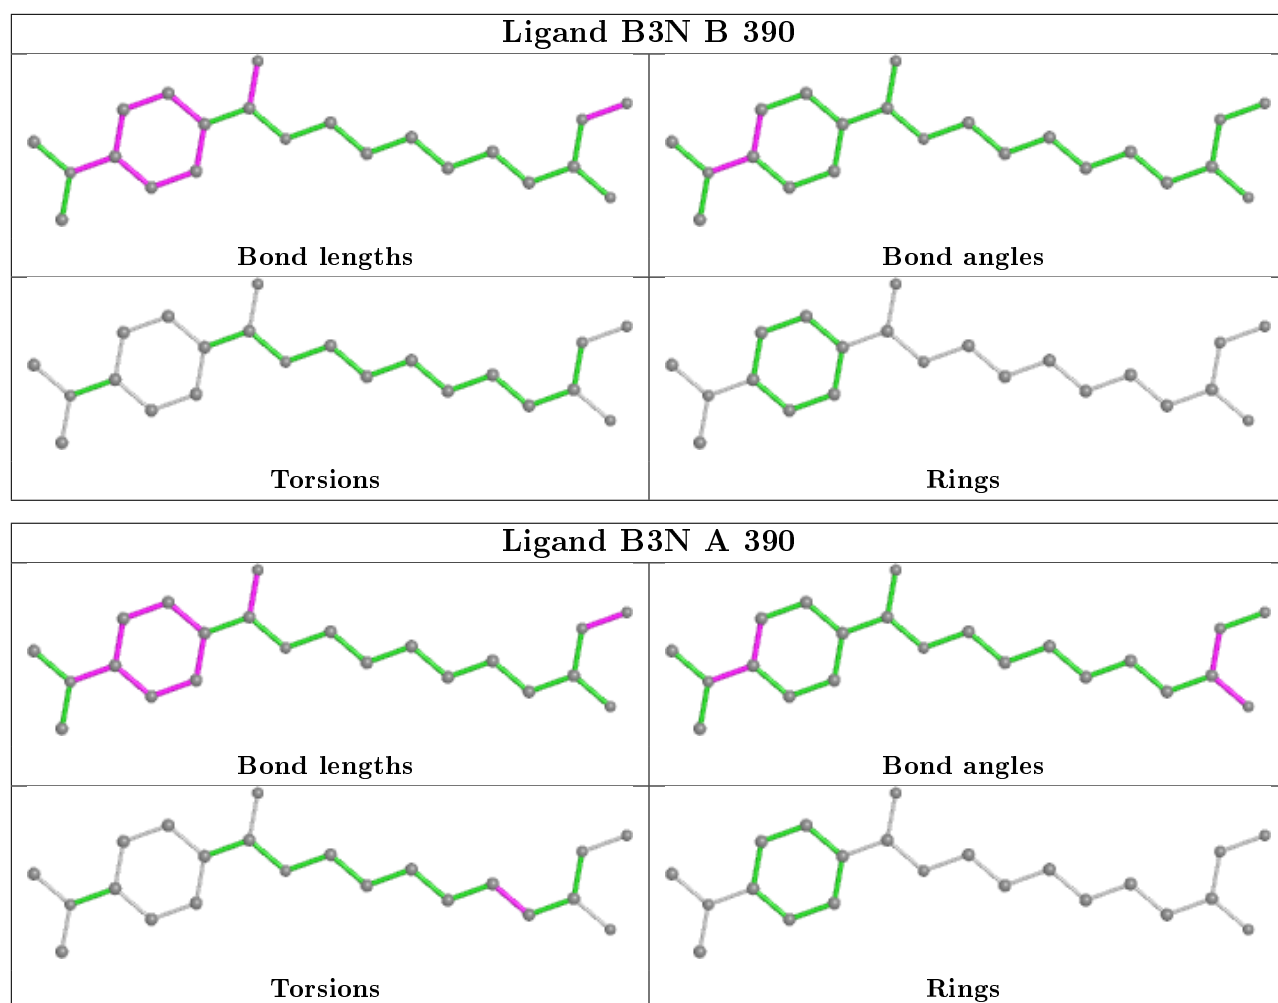 Ligand B3N B 390
Bond lengths
Bond angles
Torsions
Rings
Ligand B3N A 390
Bond lengths
Bond angles
Torsions
Rings